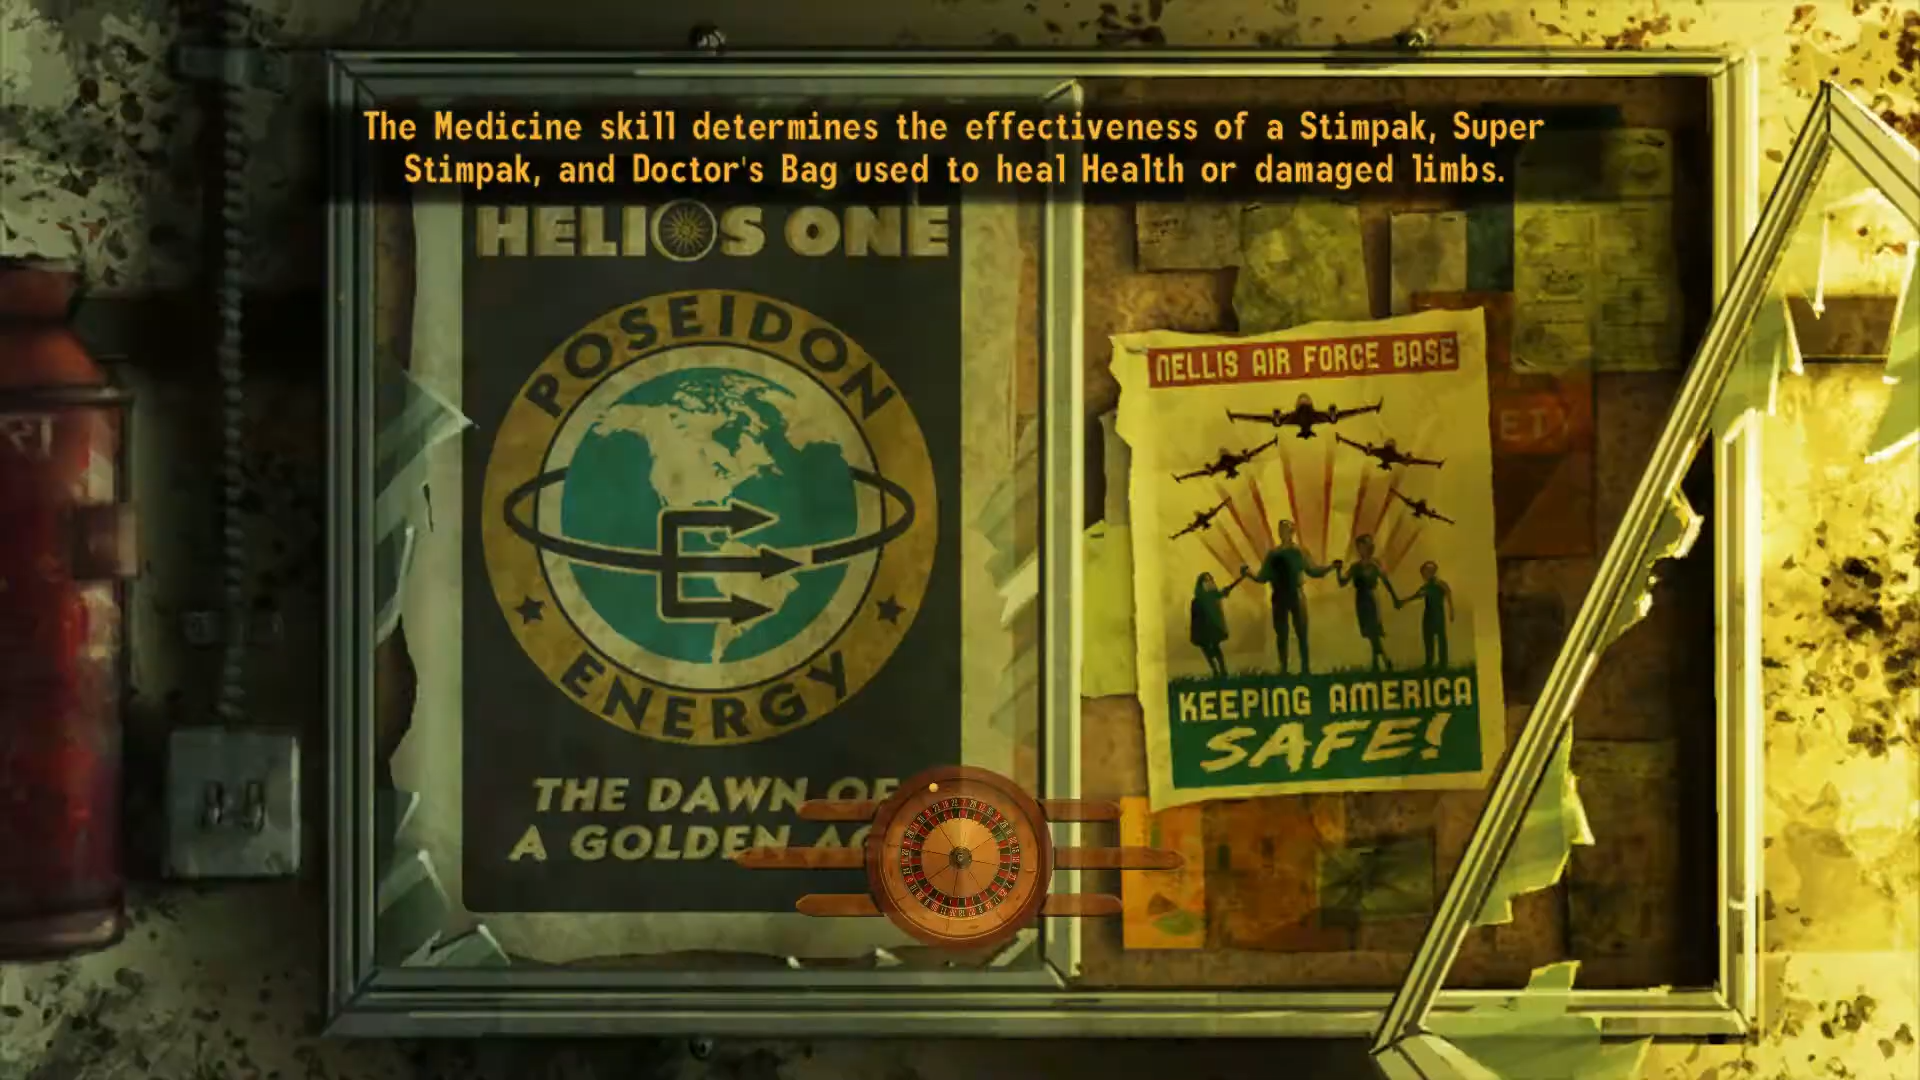 The Medicine skill determines the effectiveness of a Stimpak, Super
Stimpak, and Doctor's Bag used to heal Health or damaged limbs.
HELIOS ONE
POSEIDON
ENERGY
THE DAWN OF
A GOLDEN
NELLIS AIR FORCE BASE
KEEPING AMERICA
SAFE!